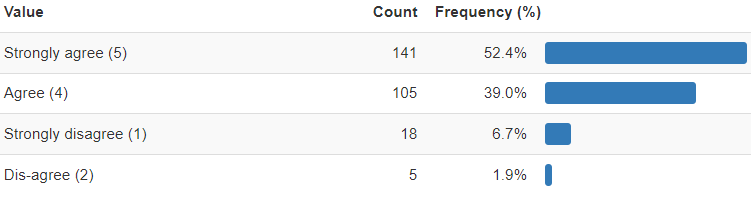 Value Count Frequency (%)
Strongly agree (5) 141 52.4%
Agree (4) 105 39.0%
Strongly disagree (1) 18 6.7%
Dis-agree (2) 5 1.9%